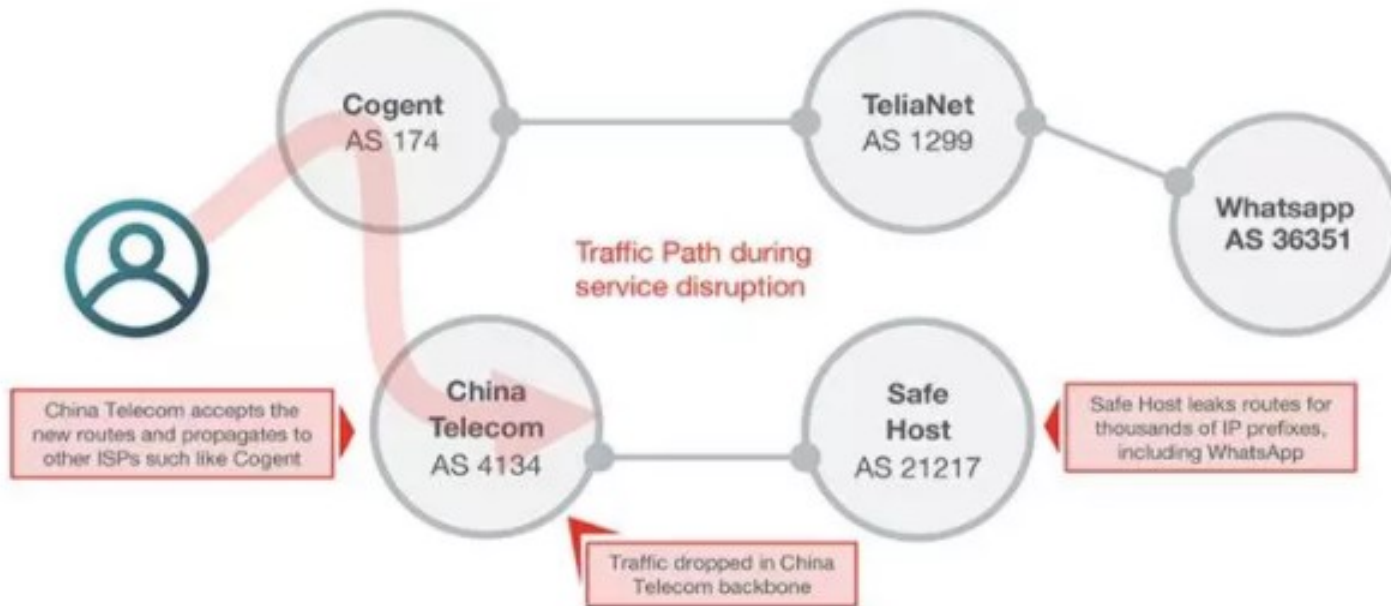 Cogent
AS 174
TeliaNet
AS 1299
Whatsapp
AS 36351
Traffic Path during
service disruption
China Telecom accepts the
new routes and propagates to
other ISPs such like Cogent
China
Telecom
AS 4134
Safe
Host
AS 21217
Safe Host leaks routes for
thousands of IP prefixes,
including WhatsApp
Traffic dropped in China
Telecom backbone